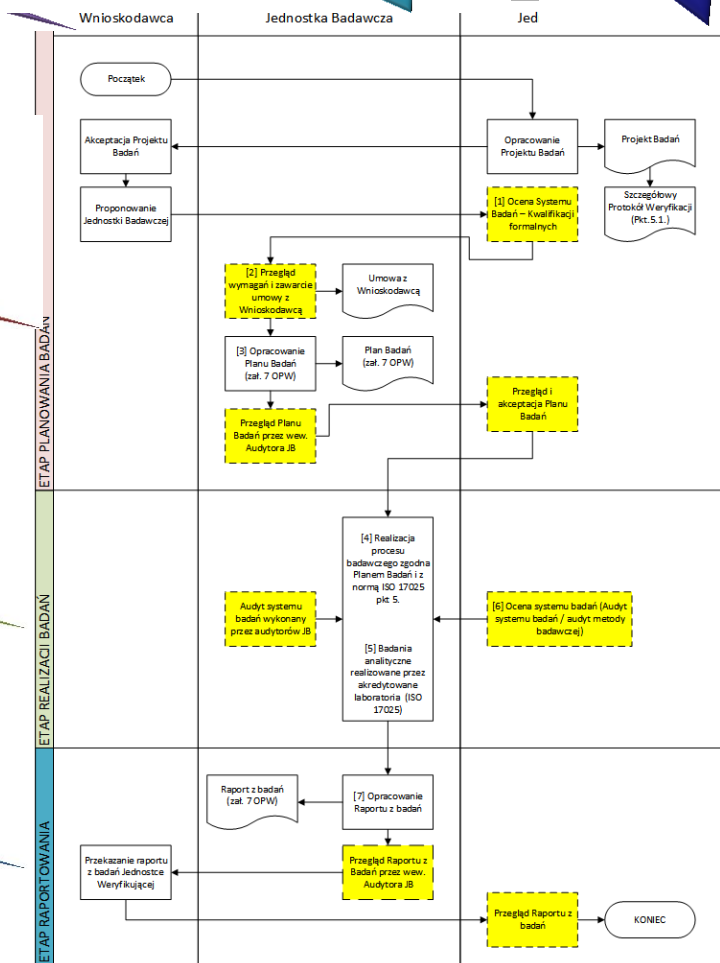 Wnioskodawca
Jednostka Badawcza
Jed
ETAP PLANOWANIA BADAŃ
Początek
Akceptacja Projektu
Badań
Opracowanie
Projektu Badań
Projekt Badań
Proponowanie
Jednostki Badawczej
[1] Ocena Systemu
Badań – Kwalifikacji
formalnych
Szczegółowy
Protokół Weryfikacji
(Pkt.5.1.)
[2] Przegląd
wymagań i zawarcie
umowy z
Wnioskodawcą
Umowa z
Wnioskodawcą
[3] Opracowanie
Planu Badań
(zał. 7 OPW)
Plan Badań
(zał. 7 OPW)
Przegląd Planu
Badań przez wew.
Audytora JB
Przegląd i
akceptacja Planu
Badań
ETAP REALIZACJI BADAŃ
[4] Realizacja
procesu
badawczego zgodna
Planem Badań i z
normą ISO 17025
pkt 5.
[5] Badania
analityczne
realizowane przez
akredytowane
laboratoria (ISO
17025)
Audyt systemu
badań wykonany
przez audytorów JB
[6] Ocena systemu badań (Audyt
systemu badań / audyt metody
badawczej)
ETAP RAPORTOWANIA
Raport z badań
(zał. 7 OPW)
[7] Opracowanie
Raportu z badań
Przekazanie raportu
z badań Jednostce
Weryfikującej
Przegląd Raportu z
Badań przez wew.
Audytora JB
Przegląd Raportu z
badań
KONIEC